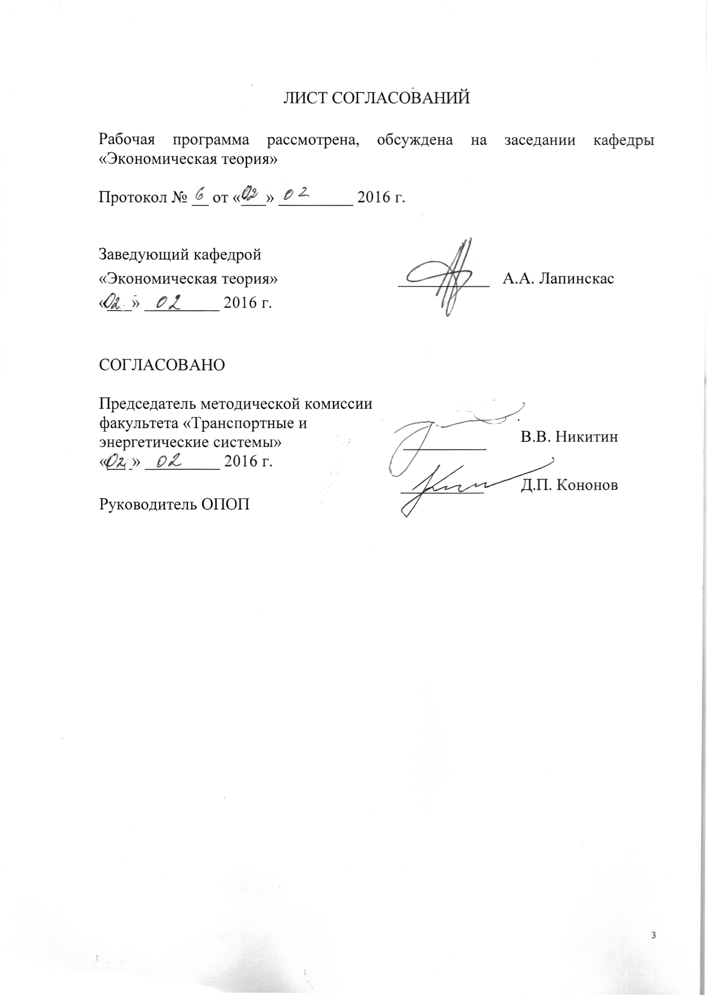 ЛИСТ СОГЛАСОВАНИЙ
Рабочая программа рассмотрена, обсуждена на заседании кафедры
«Экономическая теория»
Протокол № 6 от «02» 02 2016 г.
Заведующий кафедрой
«Экономическая теория» А.А. Лапинскас
«02» 02 2016 г.
СОГЛАСОВАНО
Председатель методической комиссии
факультета «Транспортные и
энергетические системы» В.В. Никитин
«02» 02 2016 г.
Д.П. Кононов
Руководитель ОПОП
3